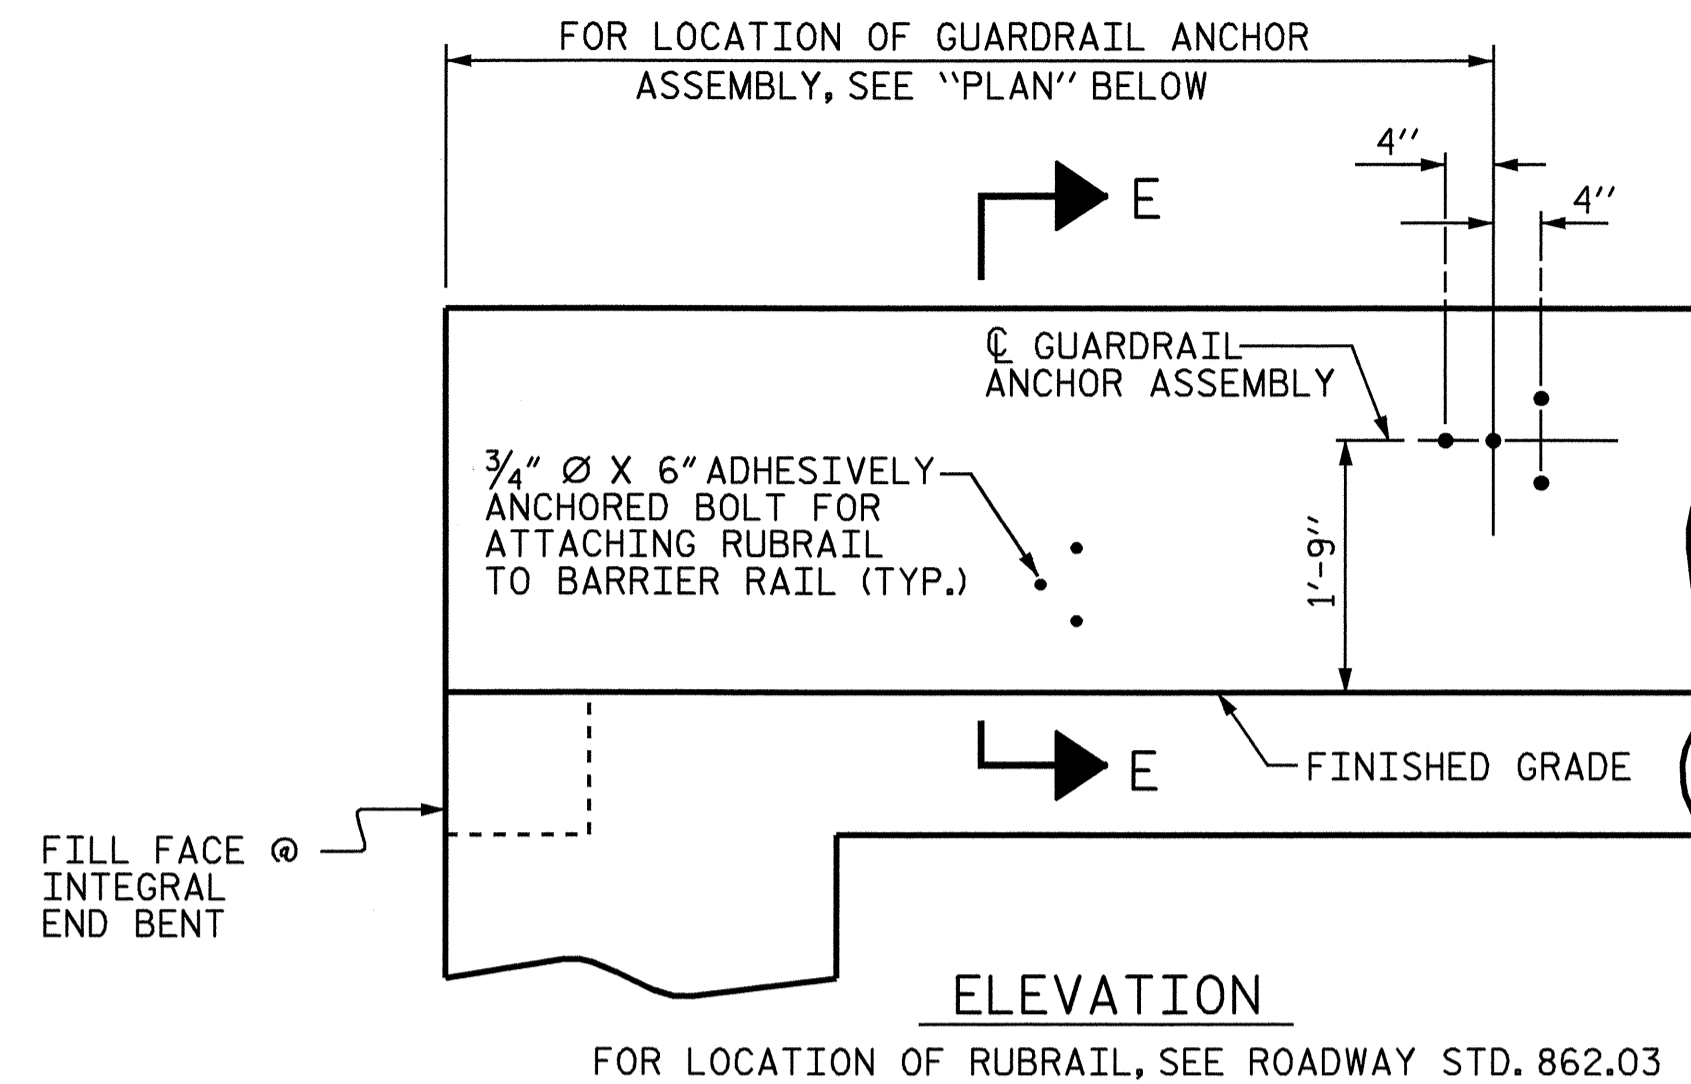 FOR LOCATION OF GUARDRAIL ANCHOR
ASSEMBLY, SEE "PLAN" BELOW
4"
4"
E
℄ GUARDRAIL
ANCHOR ASSEMBLY
3/4" Ø X 6" ADHESIVELY
ANCHORED BOLT FOR
ATTACHING RUBRAIL
TO BARRIER RAIL (TYP.)
1'-9"
E
FINISHED GRADE
FILL FACE @
INTEGRAL
END BENT
ELEVATION
FOR LOCATION OF RUBRAIL, SEE ROADWAY STD. 862.03